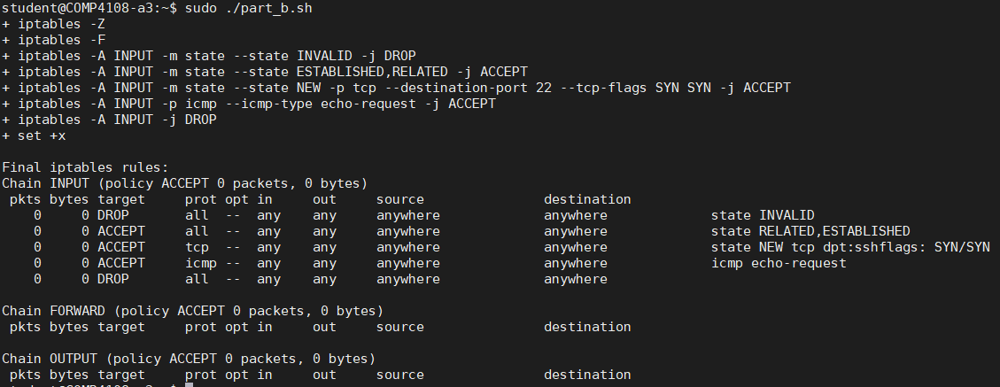 student@COMP4108-a3:~$ sudo ./part_b.sh
+ iptables -Z
+ iptables -F
+ iptables -A INPUT -m state --state INVALID -j DROP
+ iptables -A INPUT -m state --state ESTABLISHED,RELATED -j ACCEPT
+ iptables -A INPUT -m state --state NEW -p tcp --destination-port 22 --tcp-flags SYN SYN -j ACCEPT
+ iptables -A INPUT -p icmp --icmp-type echo-request -j ACCEPT
+ iptables -A INPUT -j DROP
+ set +x

Final iptables rules:
Chain INPUT (policy ACCEPT 0 packets, 0 bytes)
 pkts bytes target     prot opt in     out     source               destination
    0     0 DROP       all  --  any    any     anywhere             anywhere             state INVALID
    0     0 ACCEPT     all  --  any    any     anywhere             anywhere             state RELATED,ESTABLISHED
    0     0 ACCEPT     tcp  --  any    any     anywhere             anywhere             state NEW tcp dpt:sshflags: SYN/SYN
    0     0 ACCEPT     icmp --  any    any     anywhere             anywhere             icmp echo-request
    0     0 DROP       all  --  any    any     anywhere             anywhere

Chain FORWARD (policy ACCEPT 0 packets, 0 bytes)
 pkts bytes target     prot opt in     out     source               destination

Chain OUTPUT (policy ACCEPT 0 packets, 0 bytes)
 pkts bytes target     prot opt in     out     source               destination
student@COMP4108-a3:~$